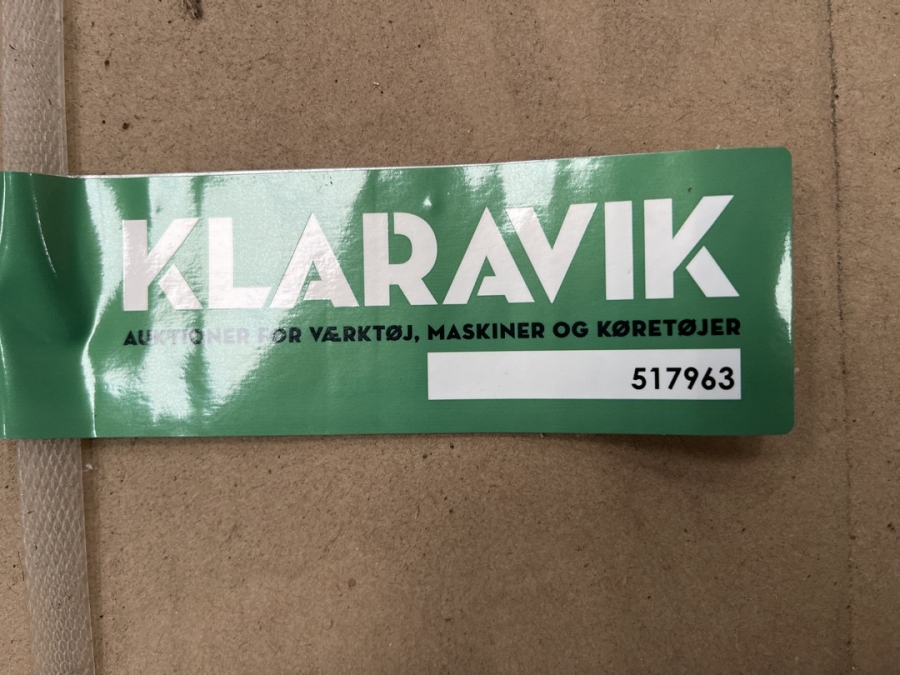 KLARAVIK
AUKTIONER FOR VÆRKTØJ, MASKINER OG KØRETØJER
517963